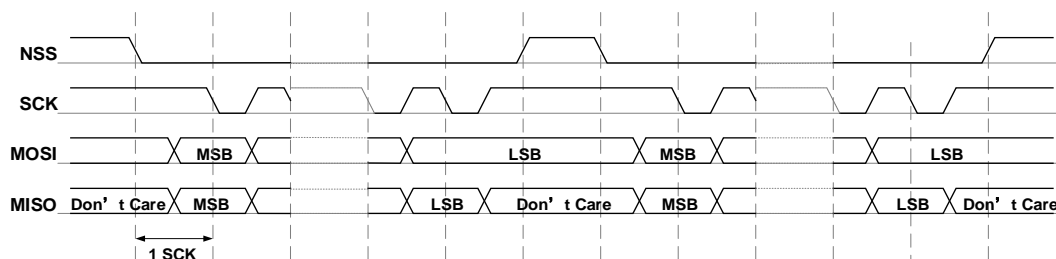 NSS
SCK
MOSI MSB LSB MSB LSB
MISO Don’t Care MSB LSB Don’t Care MSB LSB Don’t Care
1 SCK